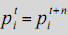 $p_i^t = p_i^{t+n}$